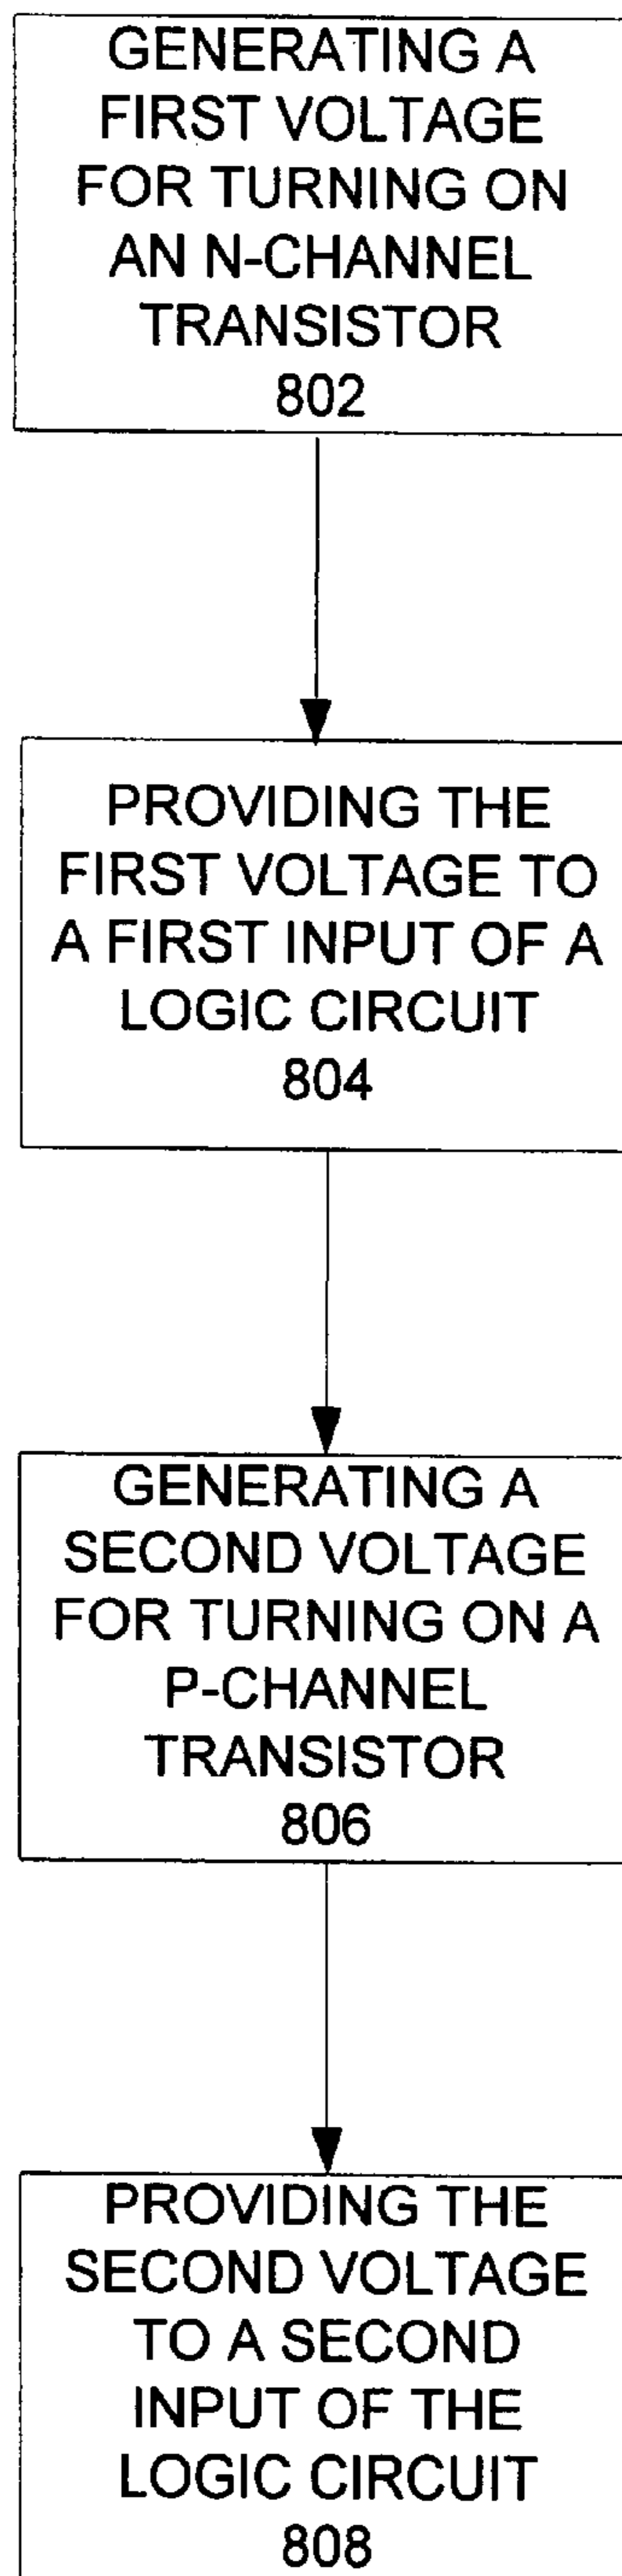 GENERATING A
FIRST VOLTAGE
FOR TURNING ON
AN N-CHANNEL
TRANSISTOR
802
PROVIDING THE
FIRST VOLTAGE TO
A FIRST INPUT OF A
LOGIC CIRCUIT
804
GENERATING A
SECOND VOLTAGE
FOR TURNING ON A
P-CHANNEL
TRANSISTOR
806
PROVIDING THE
SECOND VOLTAGE
TO A SECOND
INPUT OF THE
LOGIC CIRCUIT
808